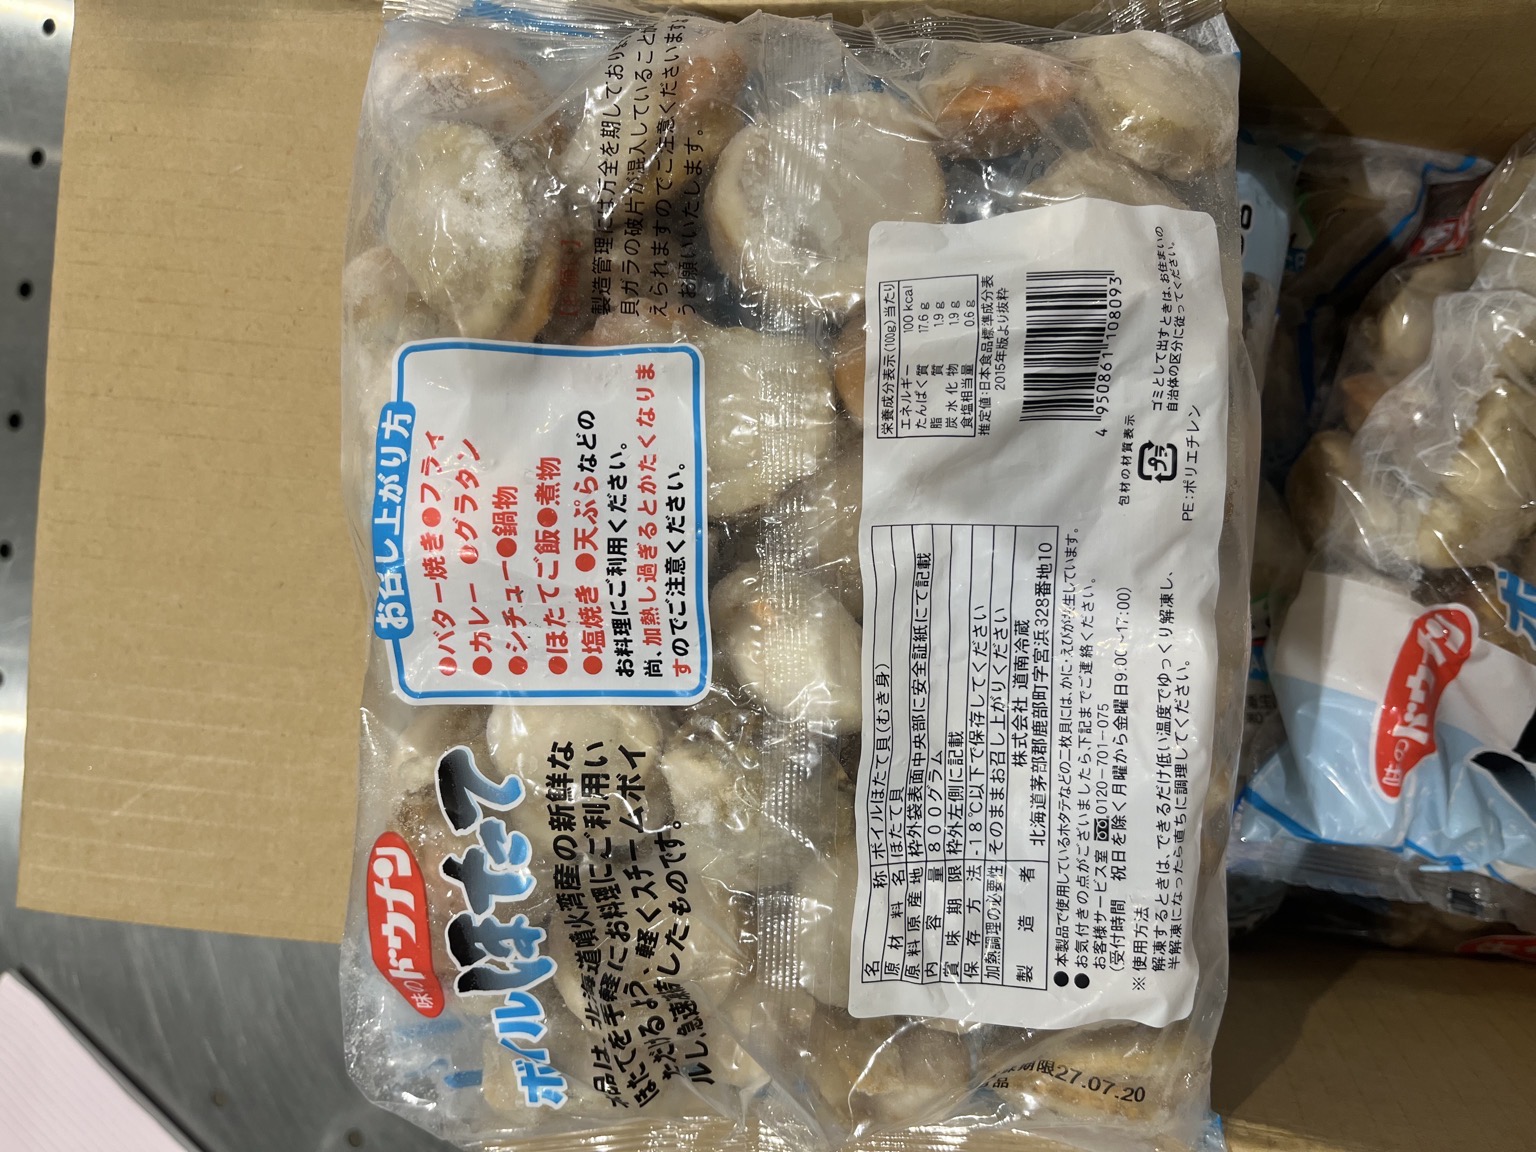 味のドウナン
ボイルほたて
品は、北海道噴火湾産の新鮮な
ほたてを手軽にお料理にご利用い
ただけるよう、軽くスチームボイ
ルし、急速凍結したものです。
お召し上がり方
●バター焼き●フライ
●カレー ●グラタン
●シチュー●鍋物
●ほたてご飯●煮物
●塩焼き ●天ぷらなどの
お料理にご利用ください。
尚、加熱し過ぎるとかたくなりま
すのでご注意ください。
製造管理には万全を期しており
貝ガラの破片が混入していることが
えられますのでご注意くださいます
うお願いいたします。
名称 ボイルほたて貝(むき身)
原材料名 ほたて貝
原料原産地 枠外袋表面中央部に安全証紙にて記載
内容量 800グラム
賞味期限 枠外左側に記載
保存方法 -18℃以下で保存してください
加熱調理の必要性 そのままお召し上がりください
製造者 株式会社 道南冷蔵
北海道茅部郡鹿部町字宮浜328番地10
●本製品で使用しているホタテなどの二枚貝には、かに・えびが共生しています。
●お気付きの点がございましたら下記までご連絡ください。
お客様サービス室 0120-701-075
(受付時間 祝日を除く月曜から金曜日9:00~17:00)
※使用方法
解凍するときは、できるだけ低い温度でゆっくり解凍し、
半解凍になったら直ちに調理してください。
栄養成分表示(100g)当たり
エネルギー 100 kcal
たんぱく質 17.6 g
脂質 1.9 g
炭水化物 1.9 g
食塩相当量 0.6 g
推定値:日本食品標準成分表
2015年版より抜粋
4 950861 108093
包材の材質表示
プラ
PE:ポリエチレン
ゴミとして出すときは、お住まいの
自治体の区分に従ってください。
期限27.07.20
品
味のドウナン
ボ